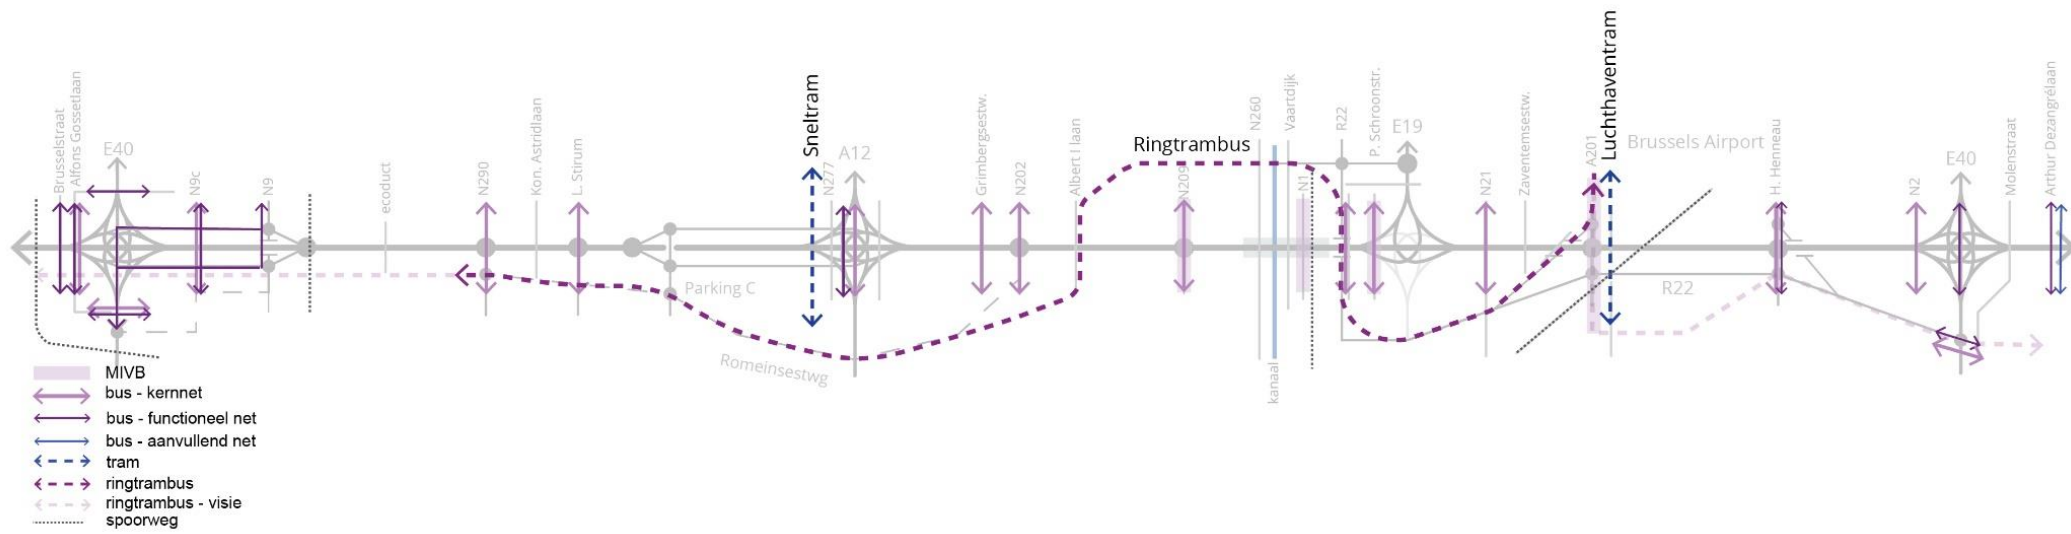 Brusselstraat
Alfons Gossetlaan
E40
N9c
N9
ecoduct
N290
Kon. Astridlaan
L. Stirum
Parking C
Romeinsestwg
Sneltram
N277
A12
Grimbergsestw.
N202
Albert I laan
Ringtrambus
N209
N260
kanaal
Vaartdijk
N1
R22
P. Schroonstr.
E19
N21
Zaventemsestw.
A201
Luchthaventram
Brussels Airport
R22
H. Henneau
N2
E40
Molenstraat
Arthur Dezangrélaan
MIVB
bus - kernnet
bus - functioneel net
bus - aanvullend net
tram
ringtrambus
ringtrambus - visie
spoorweg